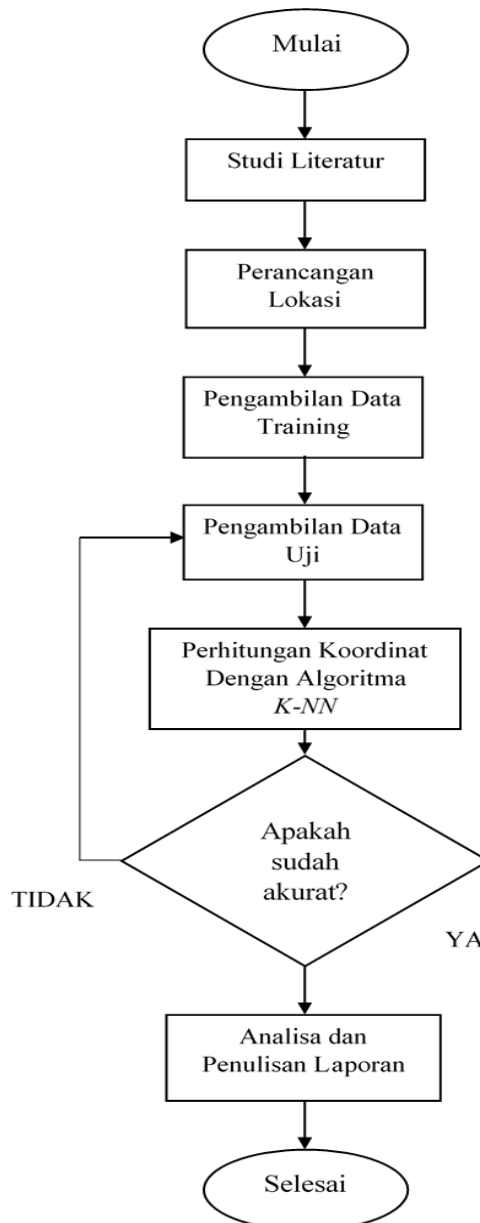 Mulai
Studi Literatur
Perancangan
Lokasi
Pengambilan Data
Training
Pengambilan Data
Uji
Perhitungan Koordinat
Dengan Algoritma
K-NN
Apakah
sudah
akurat?
TIDAK
YA
Analisa dan
Penulisan Laporan
Selesai